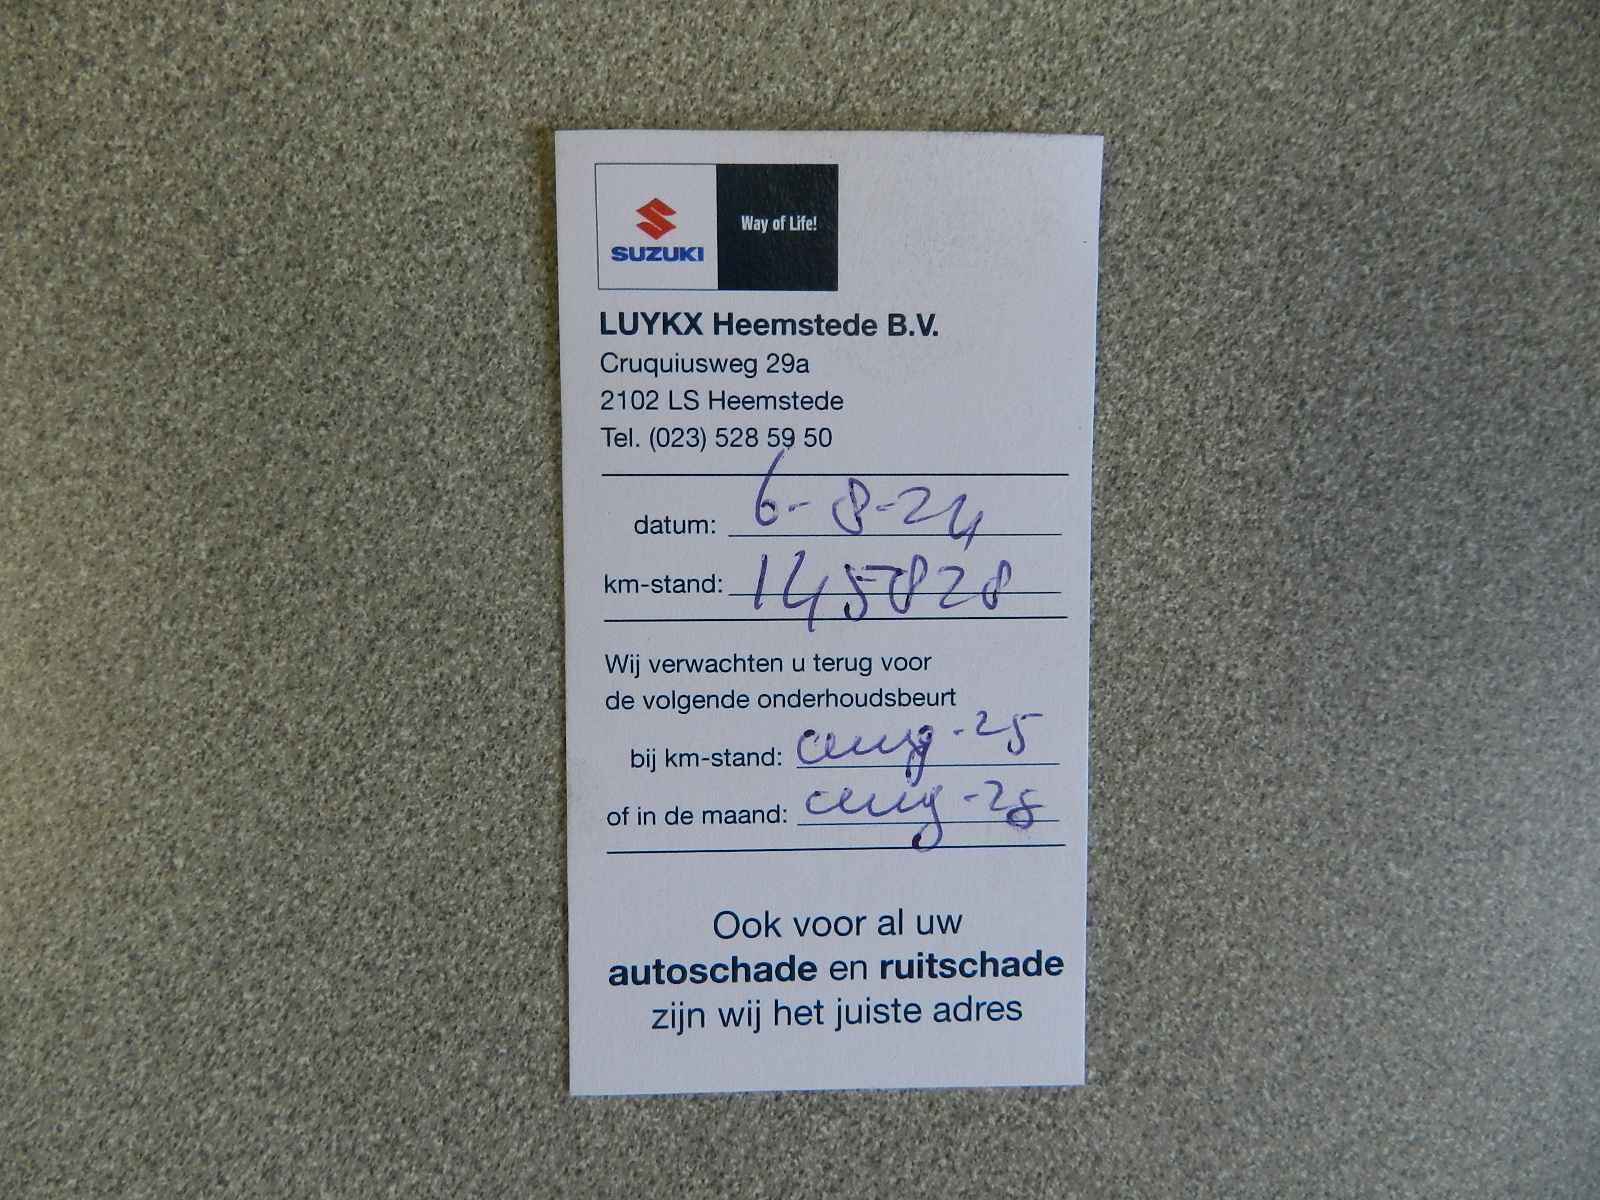 SUZUKI
Way of Life!
LUYKX Heemstede B.V.
Cruquiusweg 29a
2102 LS Heemstede
Tel. (023) 528 59 50
datum: 6-8-24
km-stand: 145828
Wij verwachten u terug voor
de volgende onderhoudsbeurt
bij km-stand: aug-25
of in de maand: aug-25
Ook voor al uw
autoschade en ruitschade
zijn wij het juiste adres